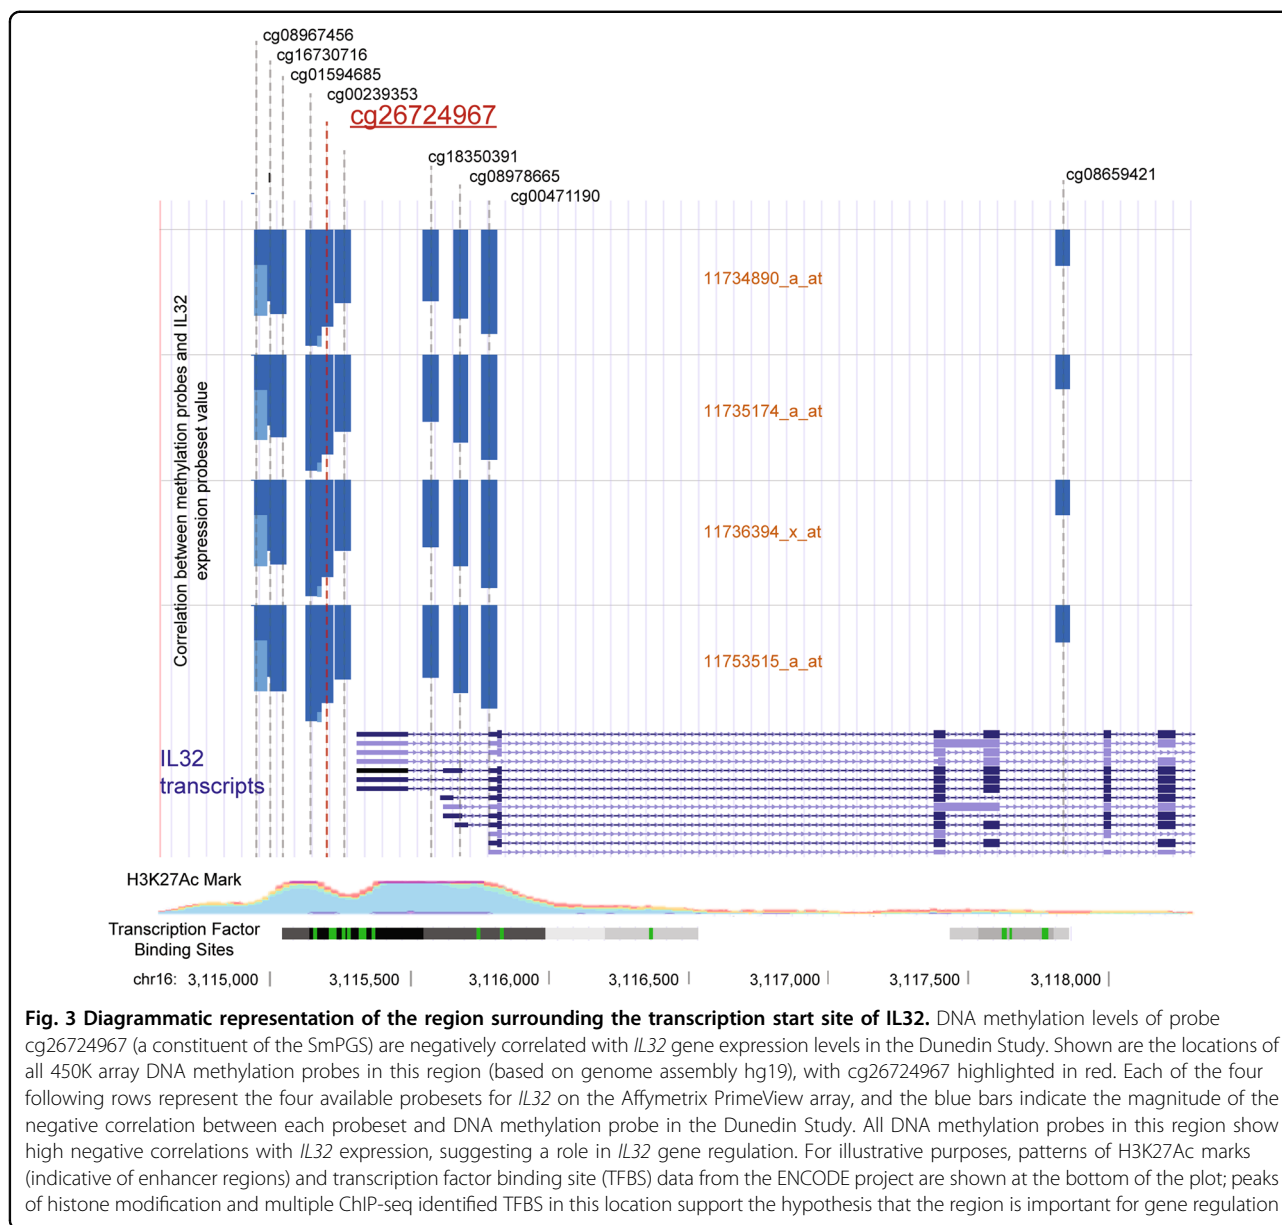 cg08967456
cg16730716
cg01594685
cg00239353
cg26724967
cg18350391
cg08978665
cg00471190
cg08659421
Correlation between methylation probes and IL32
expression probeset value
11734890_a_at
11735174_a_at
11736394_x_at
11753515_a_at
IL32
transcripts
H3K27Ac Mark
Transcription Factor
Binding Sites
chr16: 3,115,000 3,115,500 3,116,000 3,116,500 3,117,000 3,117,500 3,118,000
Fig. 3 Diagrammatic representation of the region surrounding the transcription start site of IL32. DNA methylation levels of probe
cg26724967 (a constituent of the SmPGS) are negatively correlated with IL32 gene expression levels in the Dunedin Study. Shown are the locations of
all 450K array DNA methylation probes in this region (based on genome assembly hg19), with cg26724967 highlighted in red. Each of the four
following rows represent the four available probesets for IL32 on the Affymetrix PrimeView array, and the blue bars indicate the magnitude of the
negative correlation between each probeset and DNA methylation probe in the Dunedin Study. All DNA methylation probes in this region show
high negative correlations with IL32 expression, suggesting a role in IL32 gene regulation. For illustrative purposes, patterns of H3K27Ac marks
(indicative of enhancer regions) and transcription factor binding site (TFBS) data from the ENCODE project are shown at the bottom of the plot; peaks
of histone modification and multiple ChIP-seq identified TFBS in this location support the hypothesis that the region is important for gene regulation